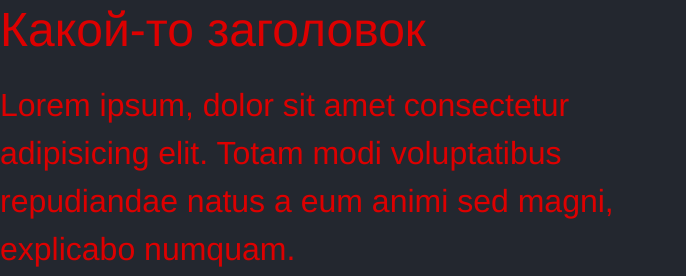 Какой-то заголовок
Lorem ipsum, dolor sit amet consectetur
adipisicing elit. Totam modi voluptatibus
repudiandae natus a eum animi sed magni,
explicabo numquam.